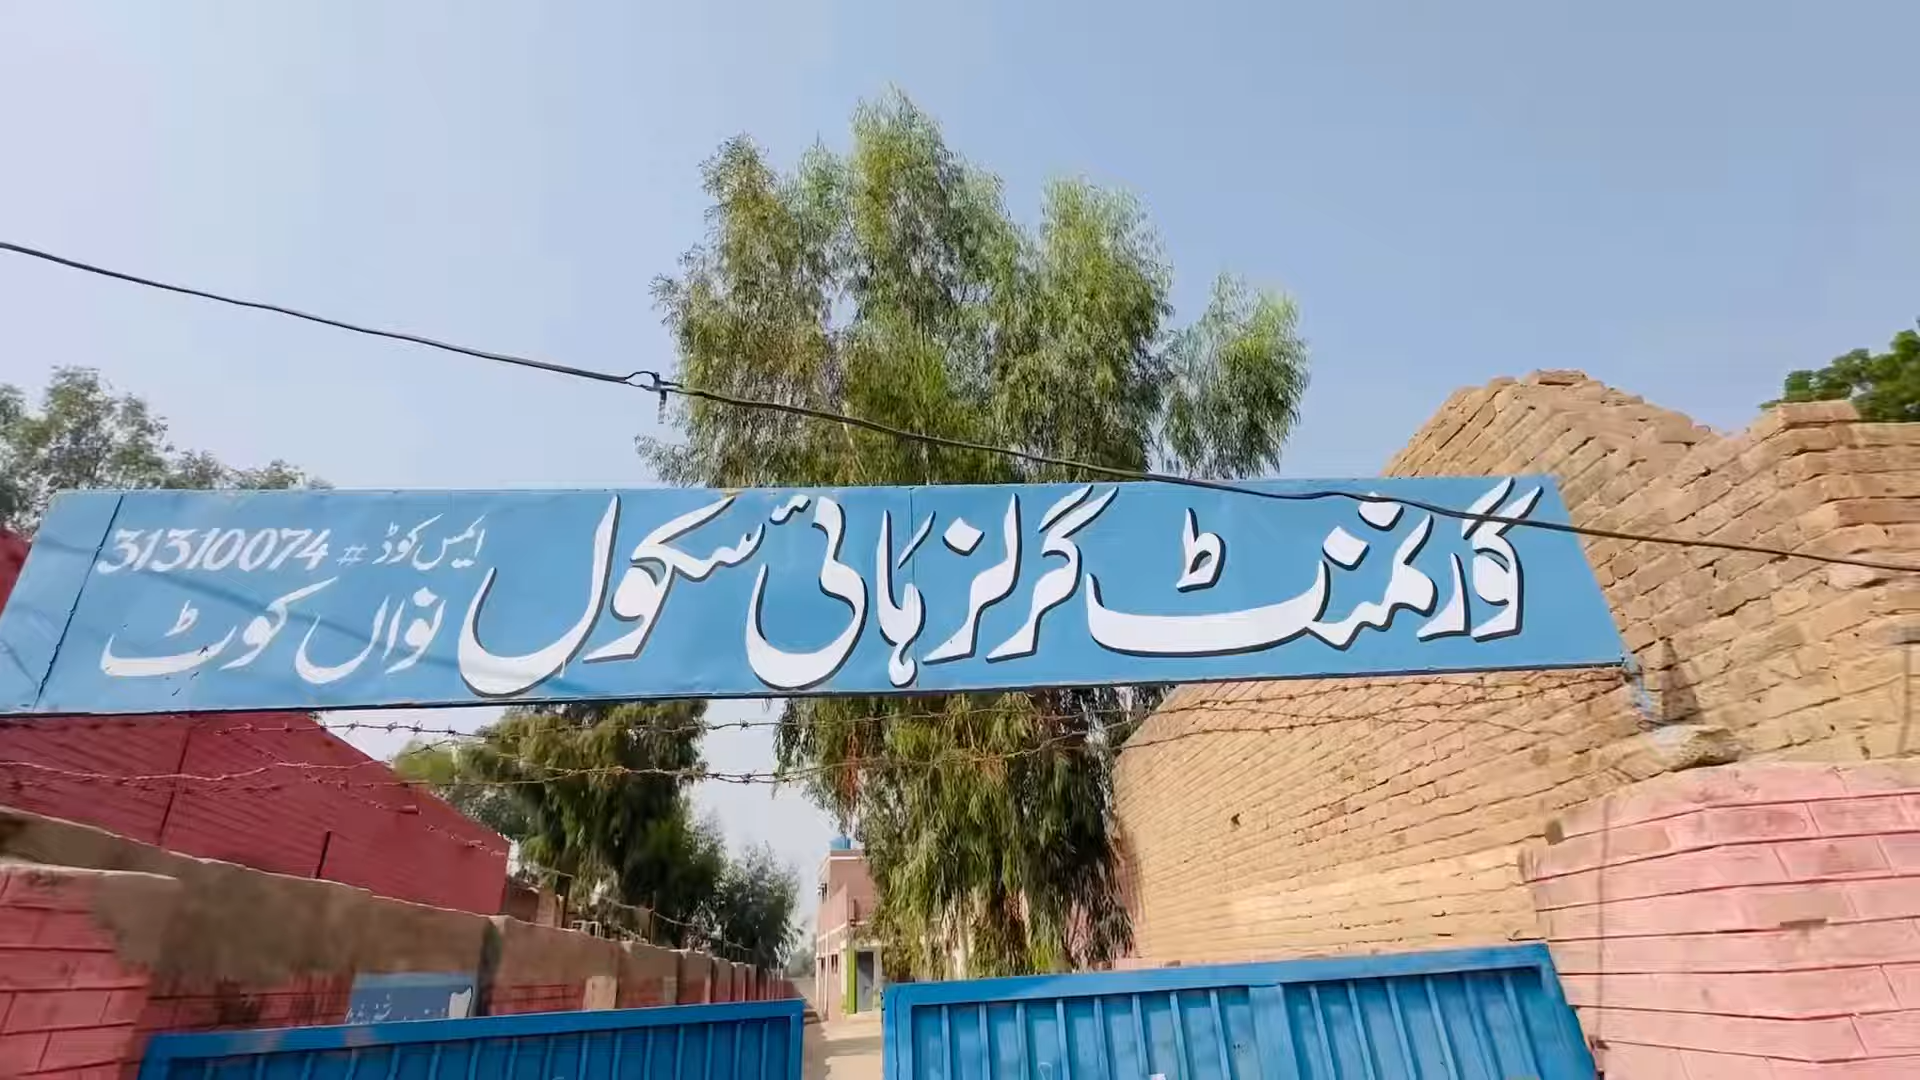 گورنمنٹ گرلز ہائی سکول
ایمس کوڈ # 31310074
نواں کوٹ